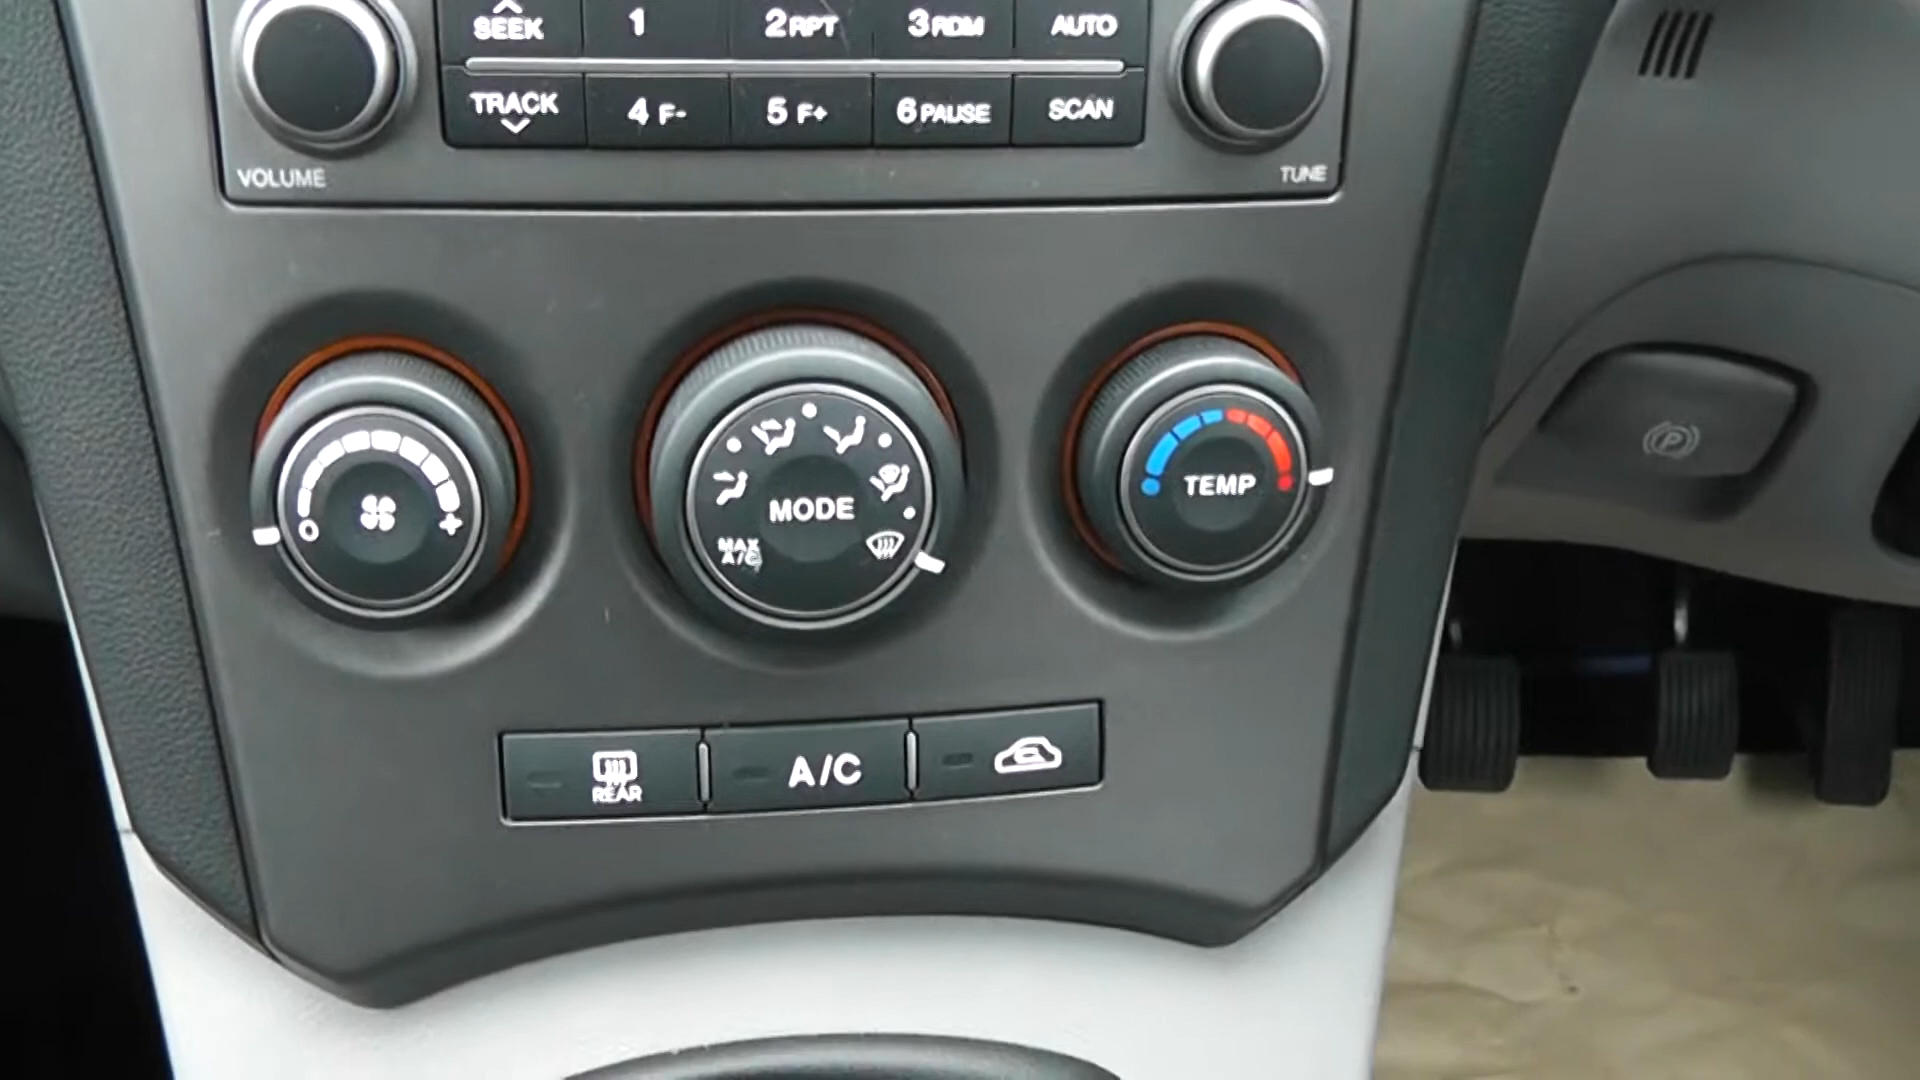 SEEK 1 2 RPT 3 RDM AUTO
TRACK 4 F- 5 F+ 6 PAUSE SCAN
VOLUME TUNE
0 + MODE TEMP
MAX
A/C
REAR A/C
P